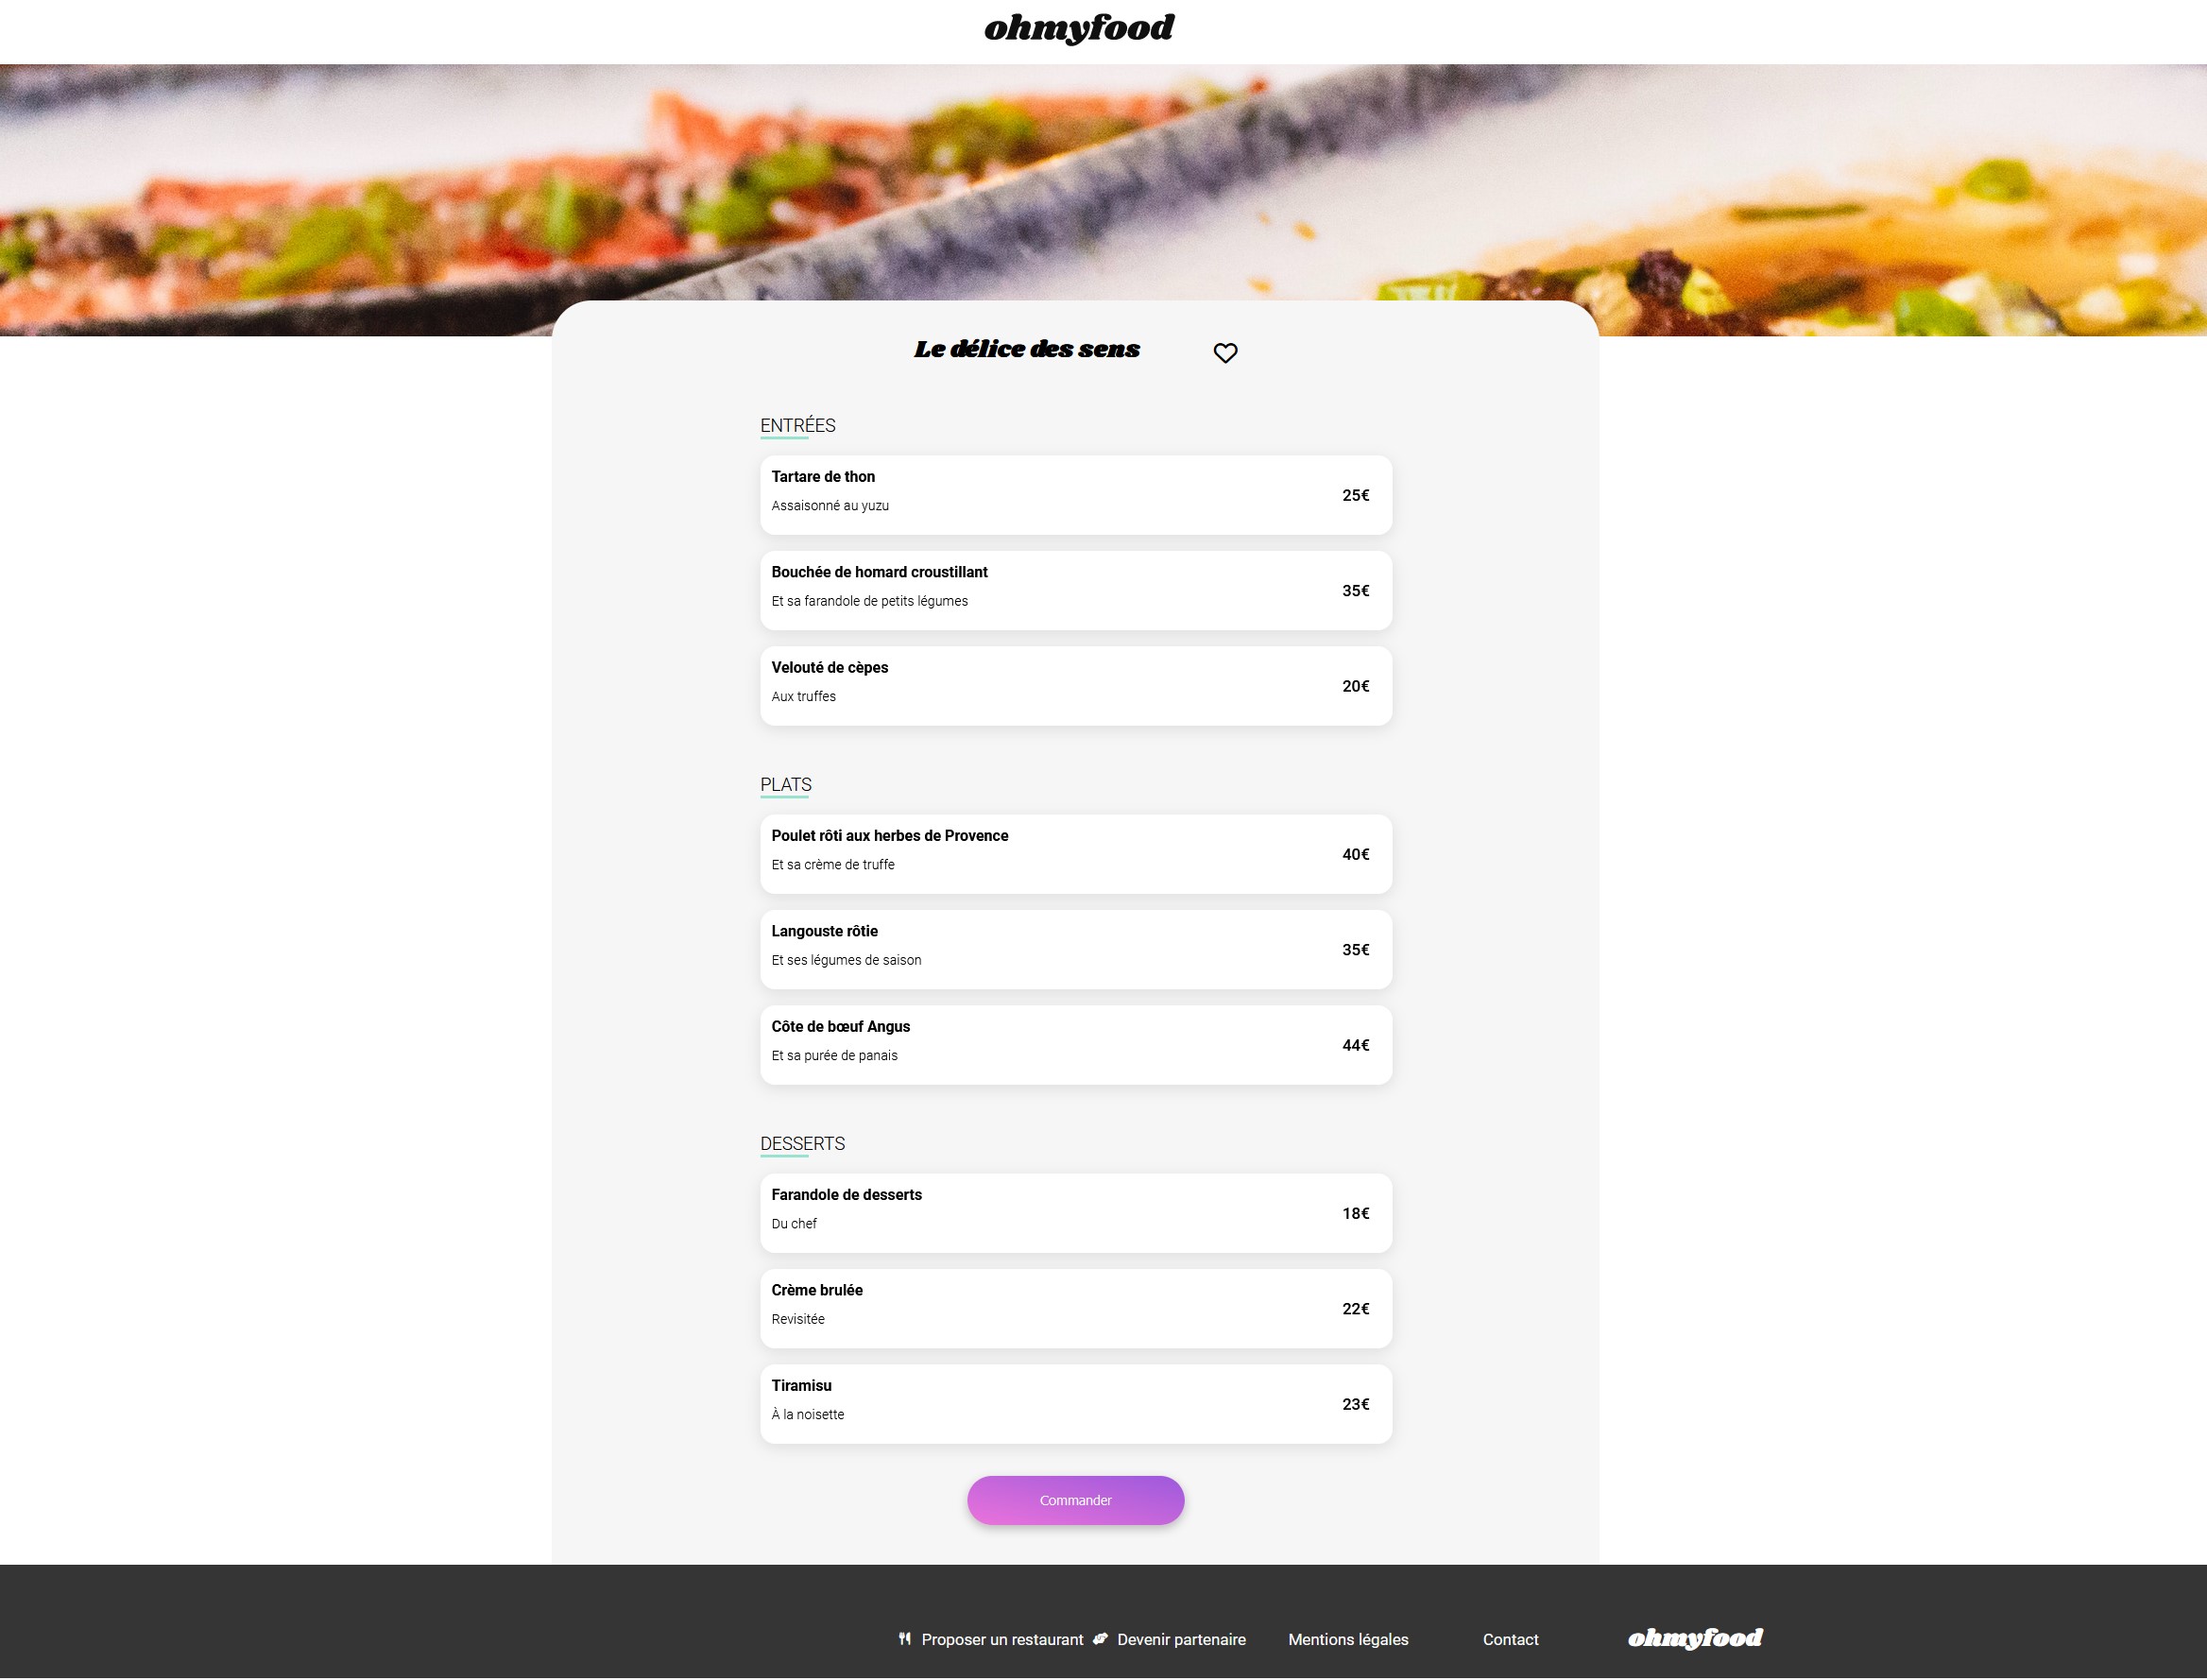 ohmyfood
Le délice des sens
ENTRÉES
Tartare de thon
Assaisonné au yuzu
25€
Bouchée de homard croustillant
Et sa farandole de petits légumes
35€
Velouté de cèpes
Aux truffes
20€
PLATS
Poulet rôti aux herbes de Provence
Et sa crème de truffe
40€
Langouste rôtie
Et ses légumes de saison
35€
Côte de bœuf Angus
Et sa purée de panais
44€
DESSERTS
Farandole de desserts
Du chef
18€
Crème brulée
Revisitée
22€
Tiramisu
À la noisette
23€
Commander
Proposer un restaurant Devenir partenaire Mentions légales Contact ohmyfood